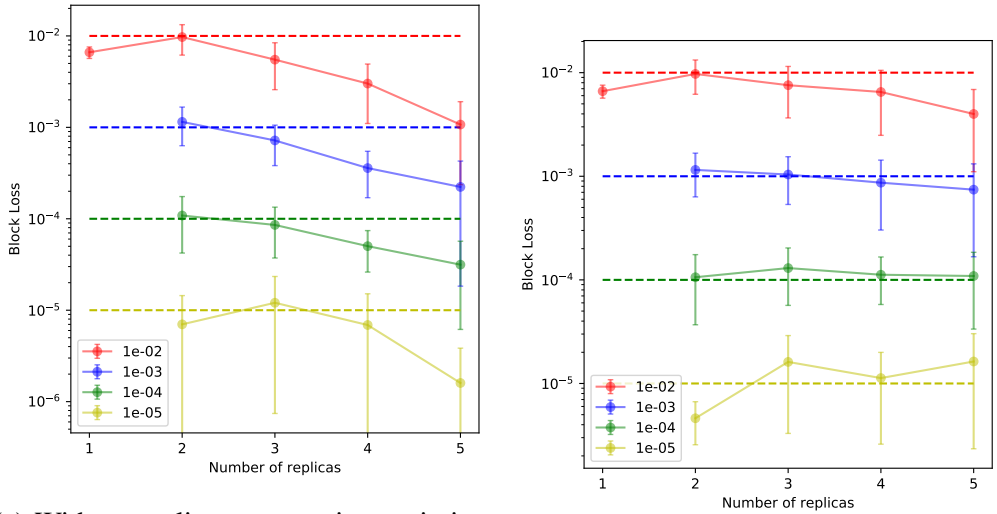 10⁻²
10⁻³
10⁻⁴
10⁻⁵
10⁻⁶
Block Loss
1e-02
1e-03
1e-04
1e-05
1 2 3 4 5
Number of replicas
10⁻²
10⁻³
10⁻⁴
10⁻⁵
Block Loss
1e-02
1e-03
1e-04
1e-05
1 2 3 4 5
Number of replicas